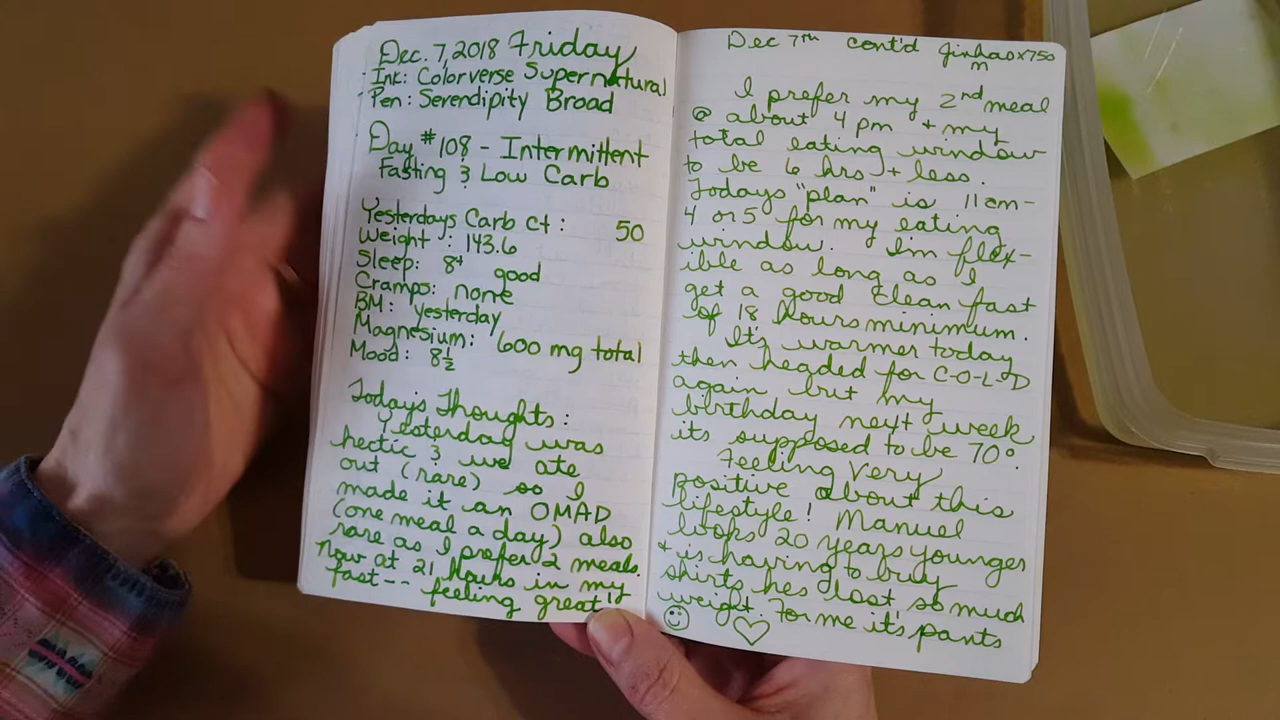 Dec. 7, 2018 Friday
Ink: Colorverse Supernatural
Pen: Serendipity Broad
Day #108 - Intermittent
Fasting & Low Carb
Yesterdays Carb Ct : 50
Weight : 143.6
Sleep: 8+ good
Cramps: none
BM: yesterday
Magnesium: 600 mg total
Mood: 8½
Today's Thoughts:
Yesterday was
hectic & we ate
out (rare) so I
made it an OMAD
(one meal a day) also
rare as I prefer 2 meals.
Now at 21 hours in my
fast -- feeling great!
Dec 7th cont'd Jinhao x750
m
I prefer my 2nd meal
@ about 4 pm + my
total eating window
to be 6 hrs + less.
Todays "plan" is 11am-
4 or 5 for my eating
window. I'm flex-
ible as long as I
get a good clean fast
of 18 hours minimum.
It's warmer today
then headed for C-O-L-D
again but my
birthday next week
its supposed to be 70°.
Feeling Very
positive about this
lifestyle! Manuel
looks 20 years younger
+ is having to buy
shirts hes lost so much
weight. For me it's pants